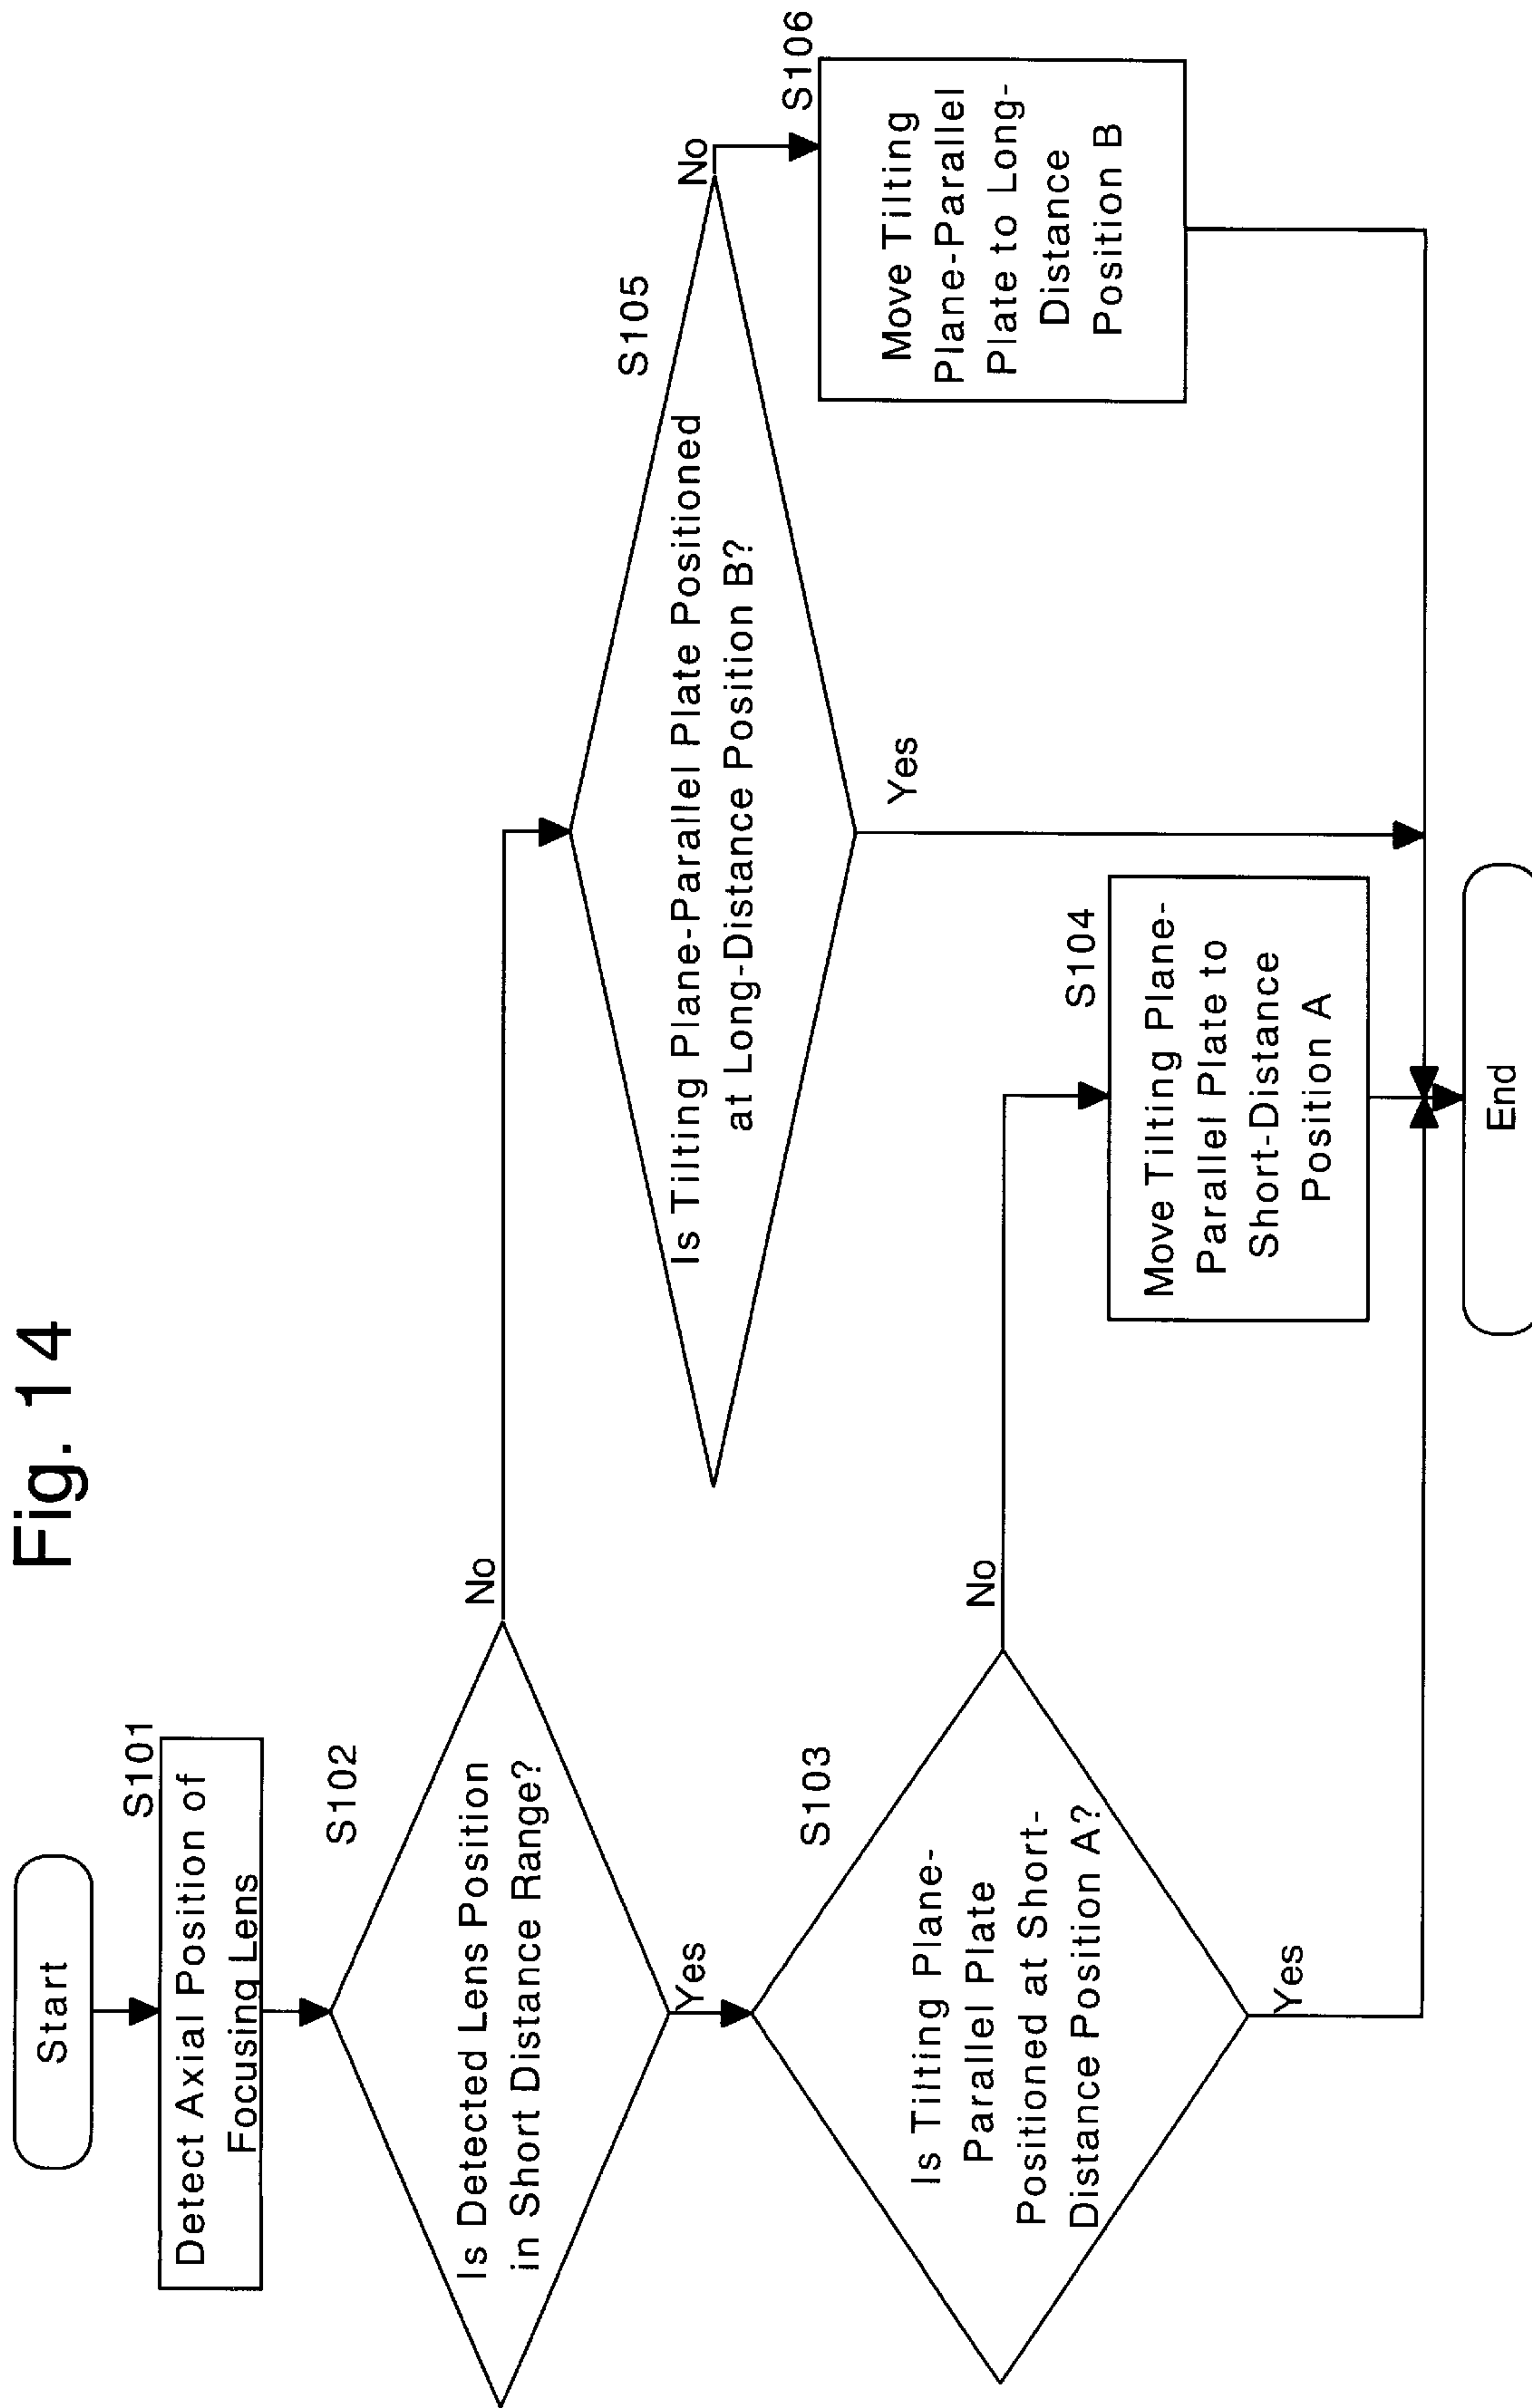 Fig. 14
Start
S101
Detect Axial Position of
Focusing Lens
S102
Is Detected Lens Position
in Short Distance Range?
No
Yes
S103
Is Tilting Plane-
Parallel Plate
Positioned at Short-
Distance Position A?
No
Yes
S104
Move Tilting Plane-
Parallel Plate to
Short-Distance
Position A
S105
Is Tilting Plane-Parallel Plate Positioned
at Long-Distance Position B?
No
Yes
S106
Move Tilting
Plane-Parallel
Plate to Long-
Distance
Position B
End